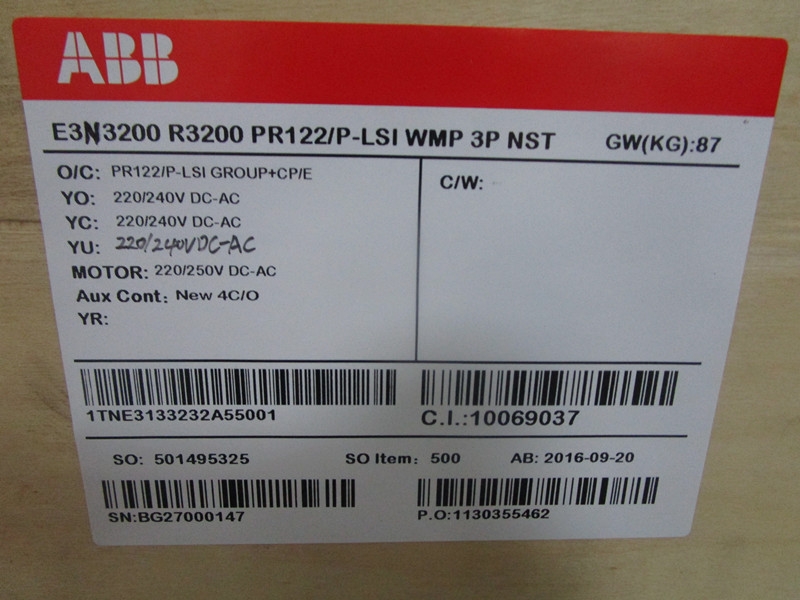 ABB
E3N3200 R3200 PR122/P-LSI WMP 3P NST GW(KG):87
O/C: PR122/P-LSI GROUP+CP/E
YO: 220/240V DC-AC
YC: 220/240V DC-AC
YU: 220/240V DC-AC
MOTOR: 220/250V DC-AC
Aux Cont: New 4C/O
YR:
C/W:
1TNE3133232A55001
C.I.:10069037
SO: 501495325 SO Item: 500 AB: 2016-09-20
SN:BG27000147
P.O:1130355462